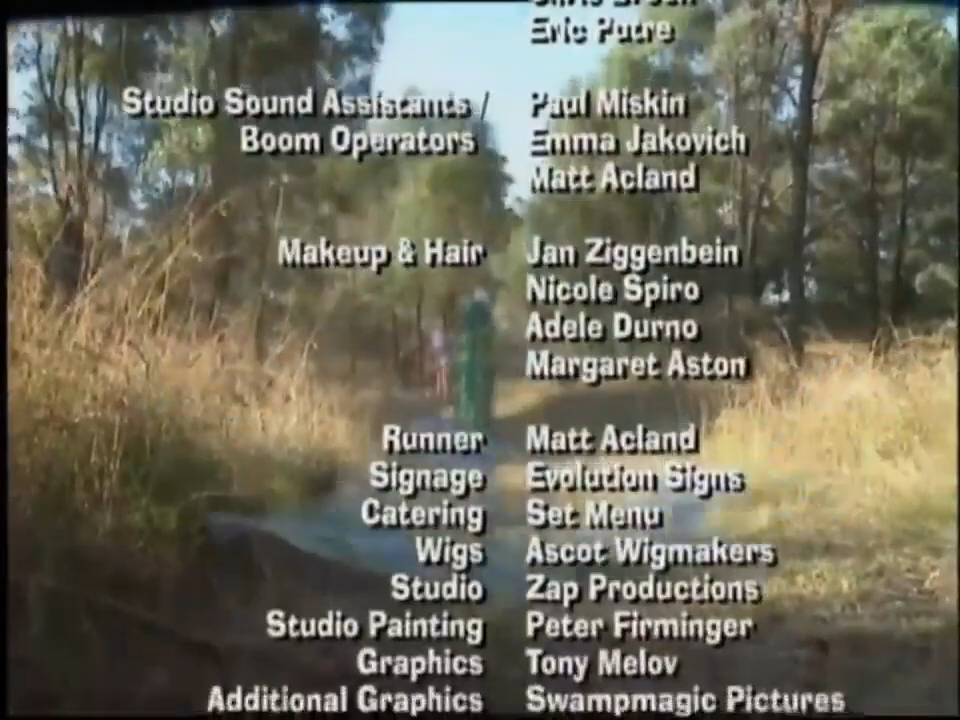 Eric Putre
Studio Sound Assistants / Paul Miskin
Boom Operators Emma Jakovich
Matt Acland
Makeup & Hair Jan Ziggenbein
Nicole Spiro
Adele Durno
Margaret Aston
Runner Matt Acland
Signage Evolution Signs
Catering Set Menu
Wigs Ascot Wigmakers
Studio Zap Productions
Studio Painting Peter Firminger
Graphics Tony Melov
Additional Graphics Swampmagic Pictures